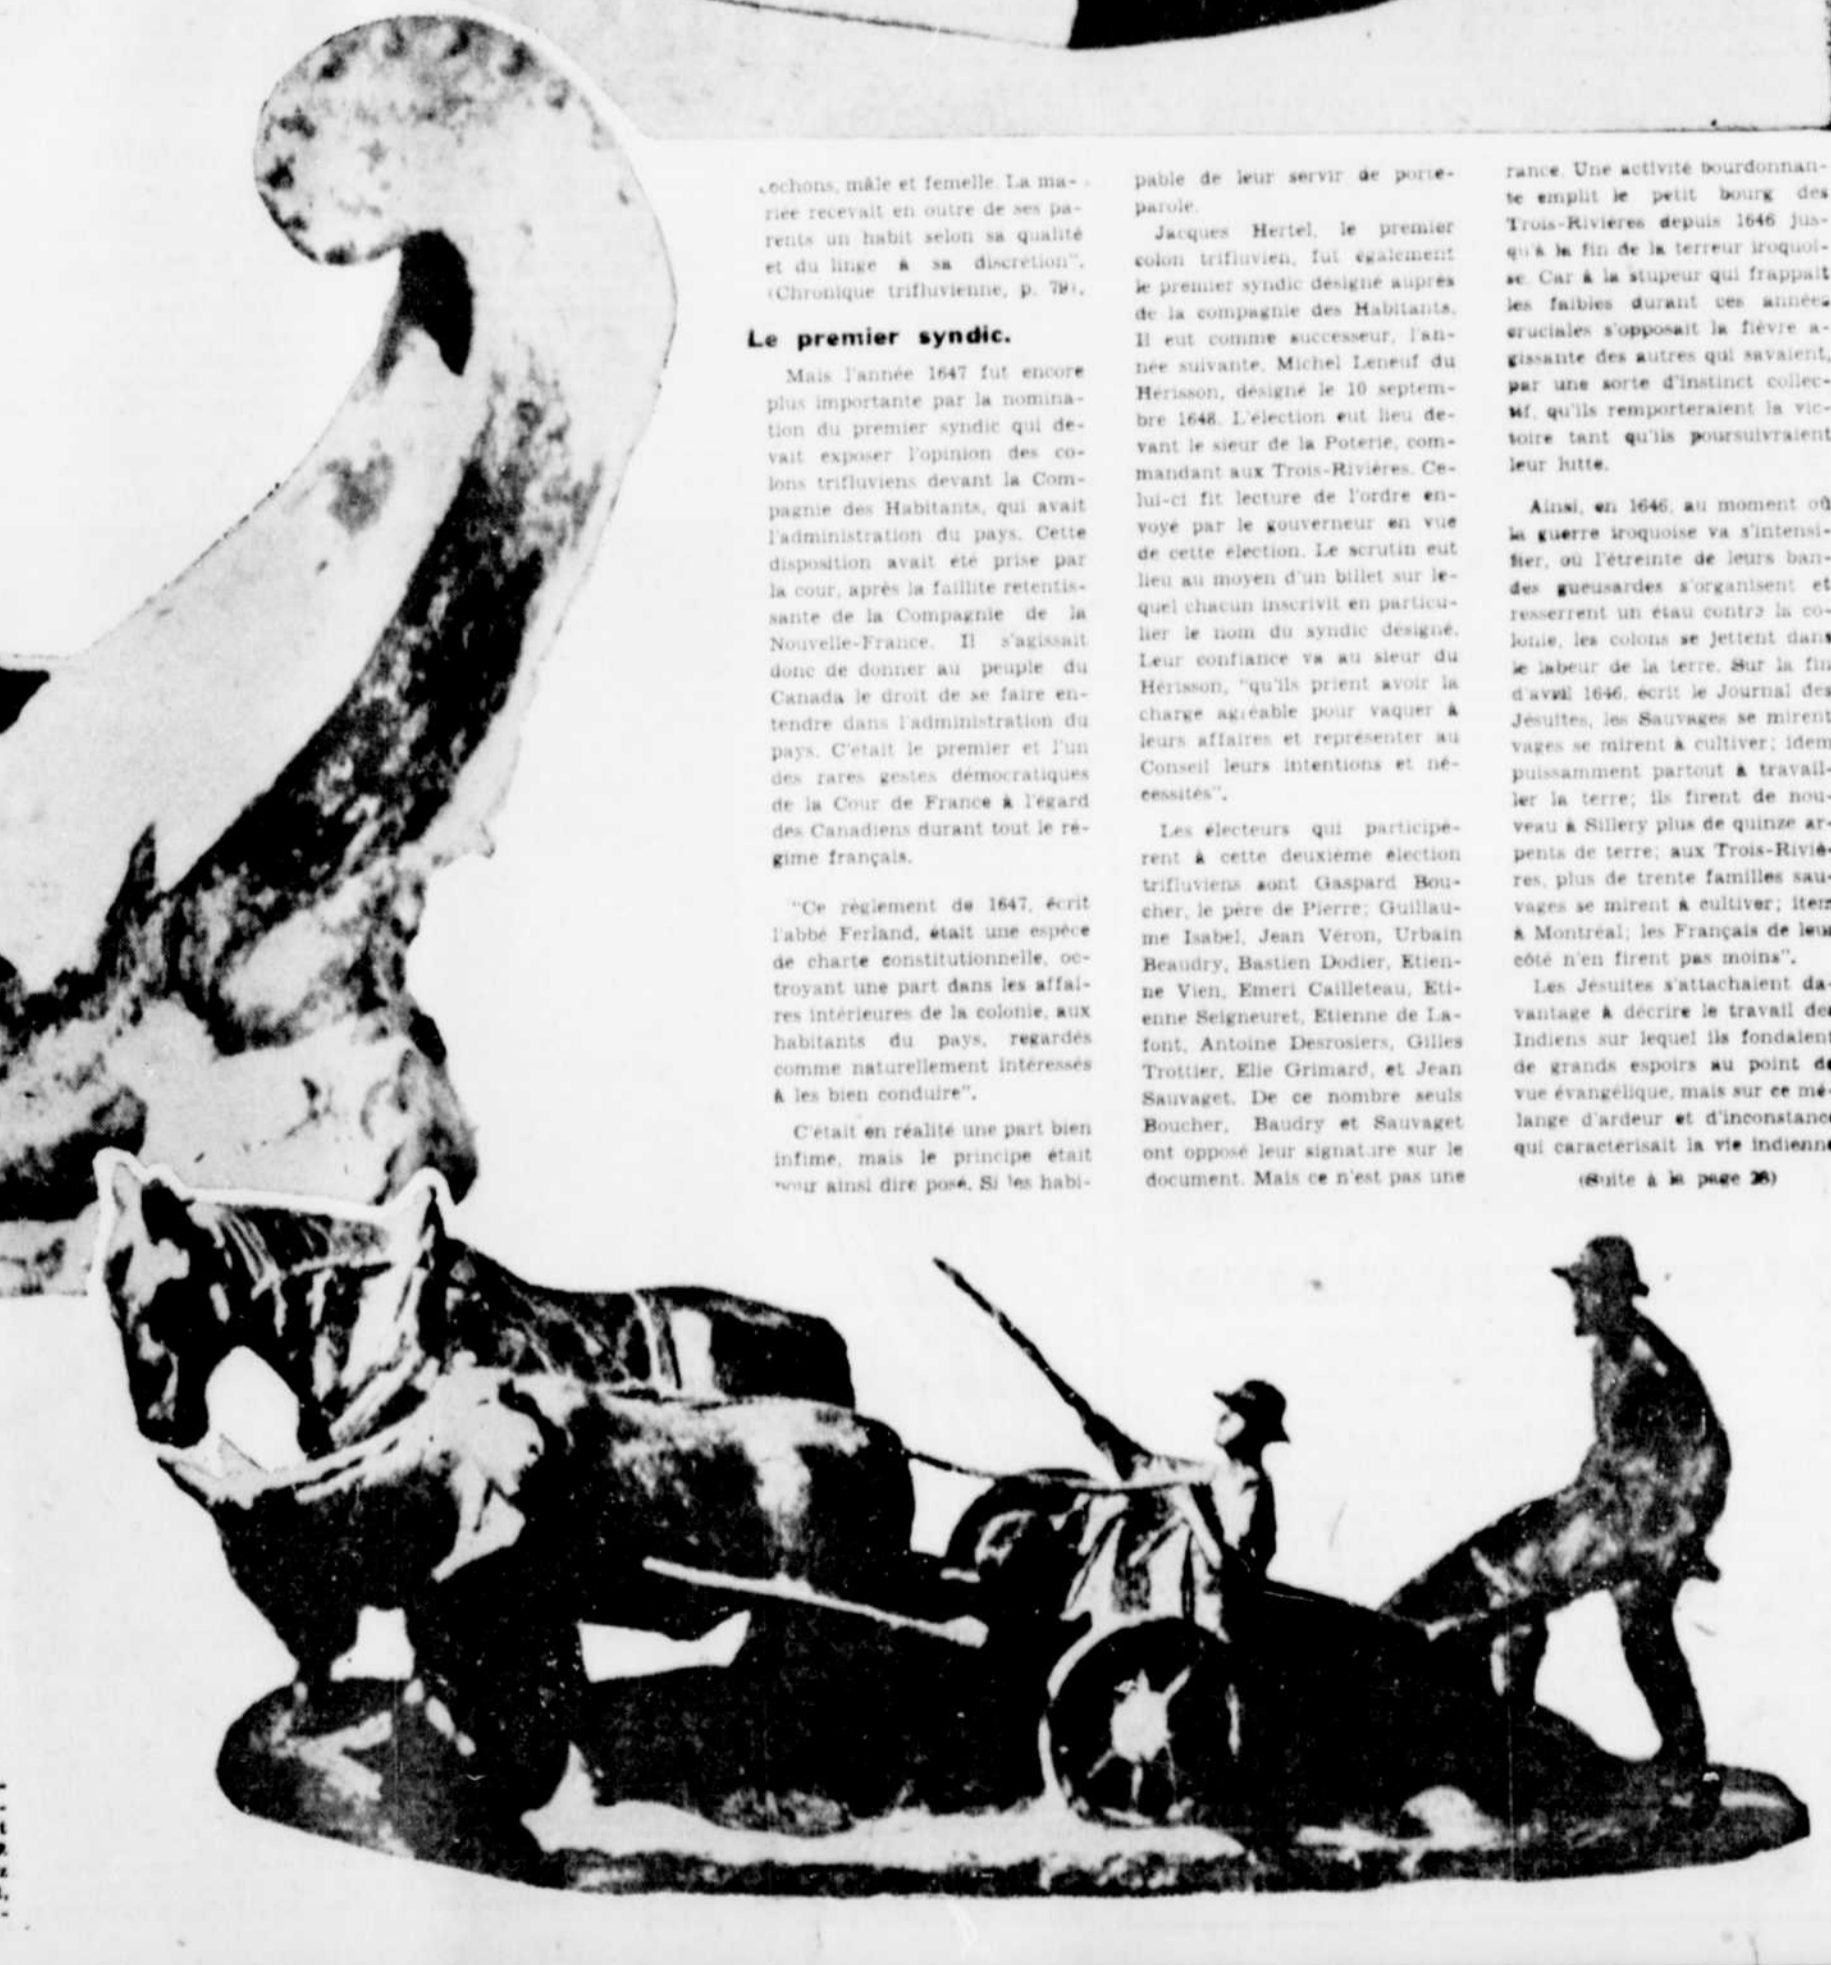 cochons, mâle et femelle. La ma-
riée recevait en outre de ses pa-
rents un habit selon sa qualité
et du linge à sa discrétion".
(Chronique trifluvienne, p. 79).
Le premier syndic.
Mais l'année 1647 fut encore
plus importante par la nomina-
tion du premier syndic qui de-
vait exposer l'opinion des co-
lons trifluviens devant la Com-
pagnie des Habitants, qui avait
l'administration du pays. Cette
disposition avait été prise par
la cour, après la faillite retentis-
sante de la Compagnie de la
Nouvelle-France. Il s'agissait
donc de donner au peuple du
Canada le droit de se faire en-
tendre dans l'administration du
pays. C'était le premier et l'un
des rares gestes démocratiques
de la Cour de France à l'égard
des Canadiens durant tout le ré-
gime français.
"Ce règlement de 1647, écrit
l'abbé Ferland, était une espèce
de charte constitutionnelle, oc-
troyant une part dans les affai-
res intérieures de la colonie, aux
habitants du pays, regardés
comme naturellement intéressés
à les bien conduire".
C'était en réalité une part bien
infime, mais le principe était
pour ainsi dire posé. Si les habi-
pable de leur servir de porte-
parole.
Jacques Hertel, le premier
colon trifluvien, fut également
le premier syndic désigné auprès
de la compagnie des Habitants.
Il eut comme successeur, l'an-
née suivante, Michel Leneuf du
Hérisson, désigné le 10 septem-
bre 1648. L'élection eut lieu de-
vant le sieur de la Poterie, com-
mandant aux Trois-Rivières. Ce-
lui-ci fit lecture de l'ordre en-
voyé par le gouverneur en vue
de cette élection. Le scrutin eut
lieu au moyen d'un billet sur le-
quel chacun inscrivit en particu-
lier le nom du syndic désigné.
Leur confiance va au sieur du
Hérisson, "qu'ils prient avoir la
charge agréable pour vaquer à
leurs affaires et représenter au
Conseil leurs intentions et né-
cessités".
Les électeurs qui participè-
rent à cette deuxième élection
trifluviens sont Gaspard Bou-
cher, le père de Pierre; Guillau-
me Isabel, Jean Véron, Urbain
Beaudry, Bastien Dodier, Etien-
ne Vien, Emeri Cailleteau, Eti-
enne Seigneuret, Etienne de La-
font, Antoine Desrosiers, Gilles
Trottier, Elie Grimard, et Jean
Sauvaget. De ce nombre seuls
Boucher, Baudry et Sauvaget
ont opposé leur signature sur le
document. Mais ce n'est pas une
rance. Une activité bourdonnan-
te emplit le petit bourg des
Trois-Rivières depuis 1646 jus-
qu'à la fin de la terreur iroquoi-
se. Car à la stupeur qui frappait
les faibles durant ces années
cruciales s'opposait la fièvre a-
gissante des autres qui savaient,
par une sorte d'instinct collec-
tif, qu'ils remporteraient la vic-
toire tant qu'ils poursuivraient
leur lutte.
Ainsi, en 1646, au moment où
la guerre iroquoise va s'intensi-
fier, où l'étreinte de leurs ban-
des gueusardes s'organisent et
resserrent un étau contre la co-
lonie, les colons se jettent dans
le labeur de la terre. Sur la fin
d'avril 1646, écrit le Journal des
Jésuites, les Sauvages se mirent
vages se mirent à cultiver; idem
puissamment partout à travail-
ler la terre; ils firent de nou-
veau à Sillery plus de quinze ar-
pents de terre; aux Trois-Riviè-
res, plus de trente familles sau-
vages se mirent à cultiver; item
à Montréal; les Français de leur
côté n'en firent pas moins".
Les Jésuites s'attachaient da-
vantage à décrire le travail des
Indiens sur lequel ils fondaient
de grands espoirs au point de
vue évangélique, mais sur ce mé-
lange d'ardeur et d'inconstance
qui caractérisait la vie indienne
(Suite à la page 28)